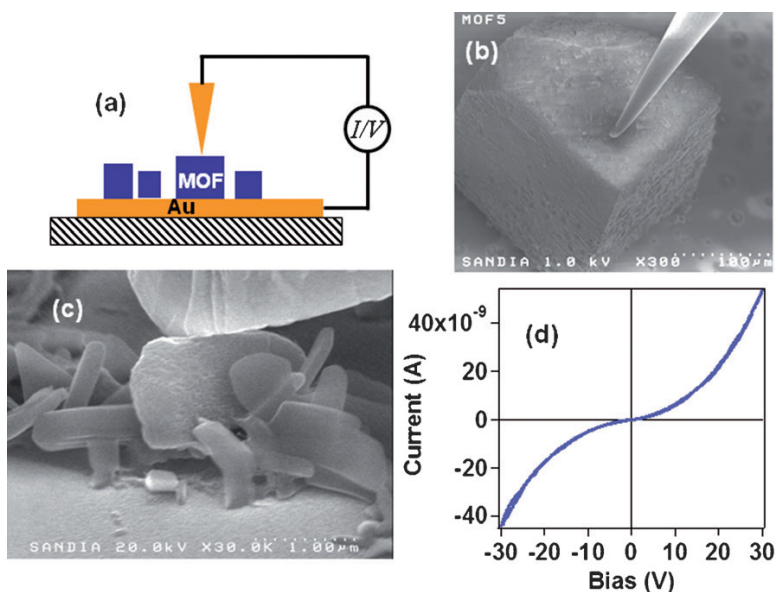 (a)
I/V
MOF
Au
MOF5
(b)
SANDIA 1.0 kV X300 100µm
(c)
SANDIA 20.0kV X30.0K 1.00µm
(d)
40x10⁻⁹
20
0
-20
-40
Current (A)
-30 -20 -10 0 10 20 30
Bias (V)